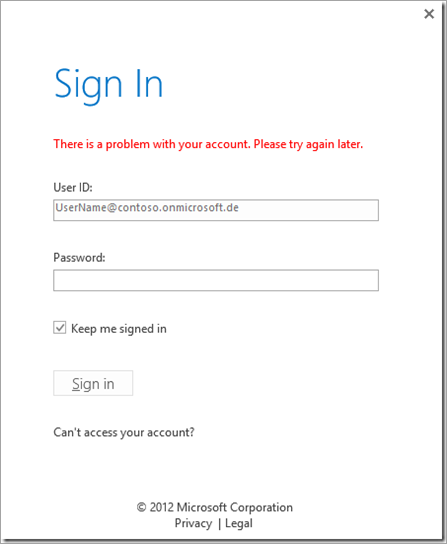 Sign In
There is a problem with your account. Please try again later.
User ID:
UserName@contoso.onmicrosoft.de
Password:
Keep me signed in
Sign in
Can't access your account?
© 2012 Microsoft Corporation
Privacy | Legal